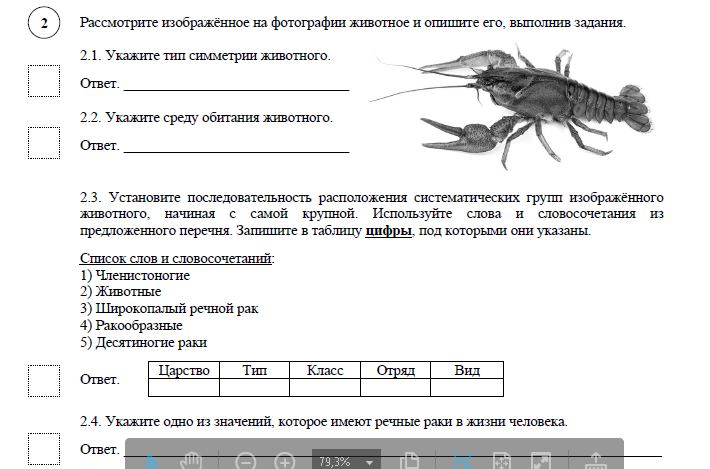 2 Рассмотрите изображённое на фотографии животное и опишите его, выполнив задания.
2.1. Укажите тип симметрии животного.
Ответ. ________________________________
2.2. Укажите среду обитания животного.
Ответ. ________________________________
2.3. Установите последовательность расположения систематических групп изображённого
животного, начиная с самой крупной. Используйте слова и словосочетания из
предложенного перечня. Запишите в таблицу цифры, под которыми они указаны.
Список слов и словосочетаний:
1) Членистоногие
2) Животные
3) Широкопалый речной рак
4) Ракообразные
5) Десятиногие раки
Царство Тип Класс Отряд Вид
Ответ.
2.4. Укажите одно из значений, которое имеют речные раки в жизни человека.
Ответ. ________________________________
79,3%